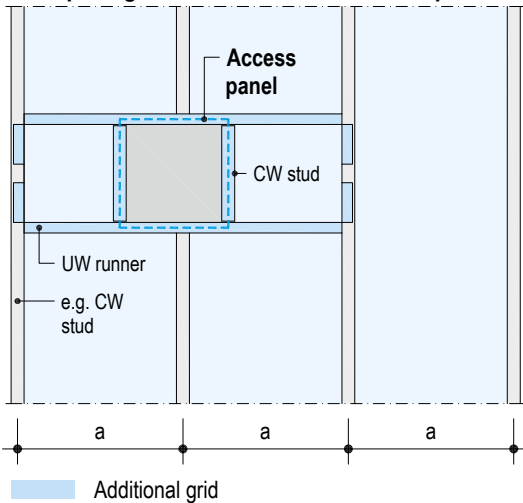 Access
panel
CW stud
UW runner
e.g. CW
stud
a a a
Additional grid